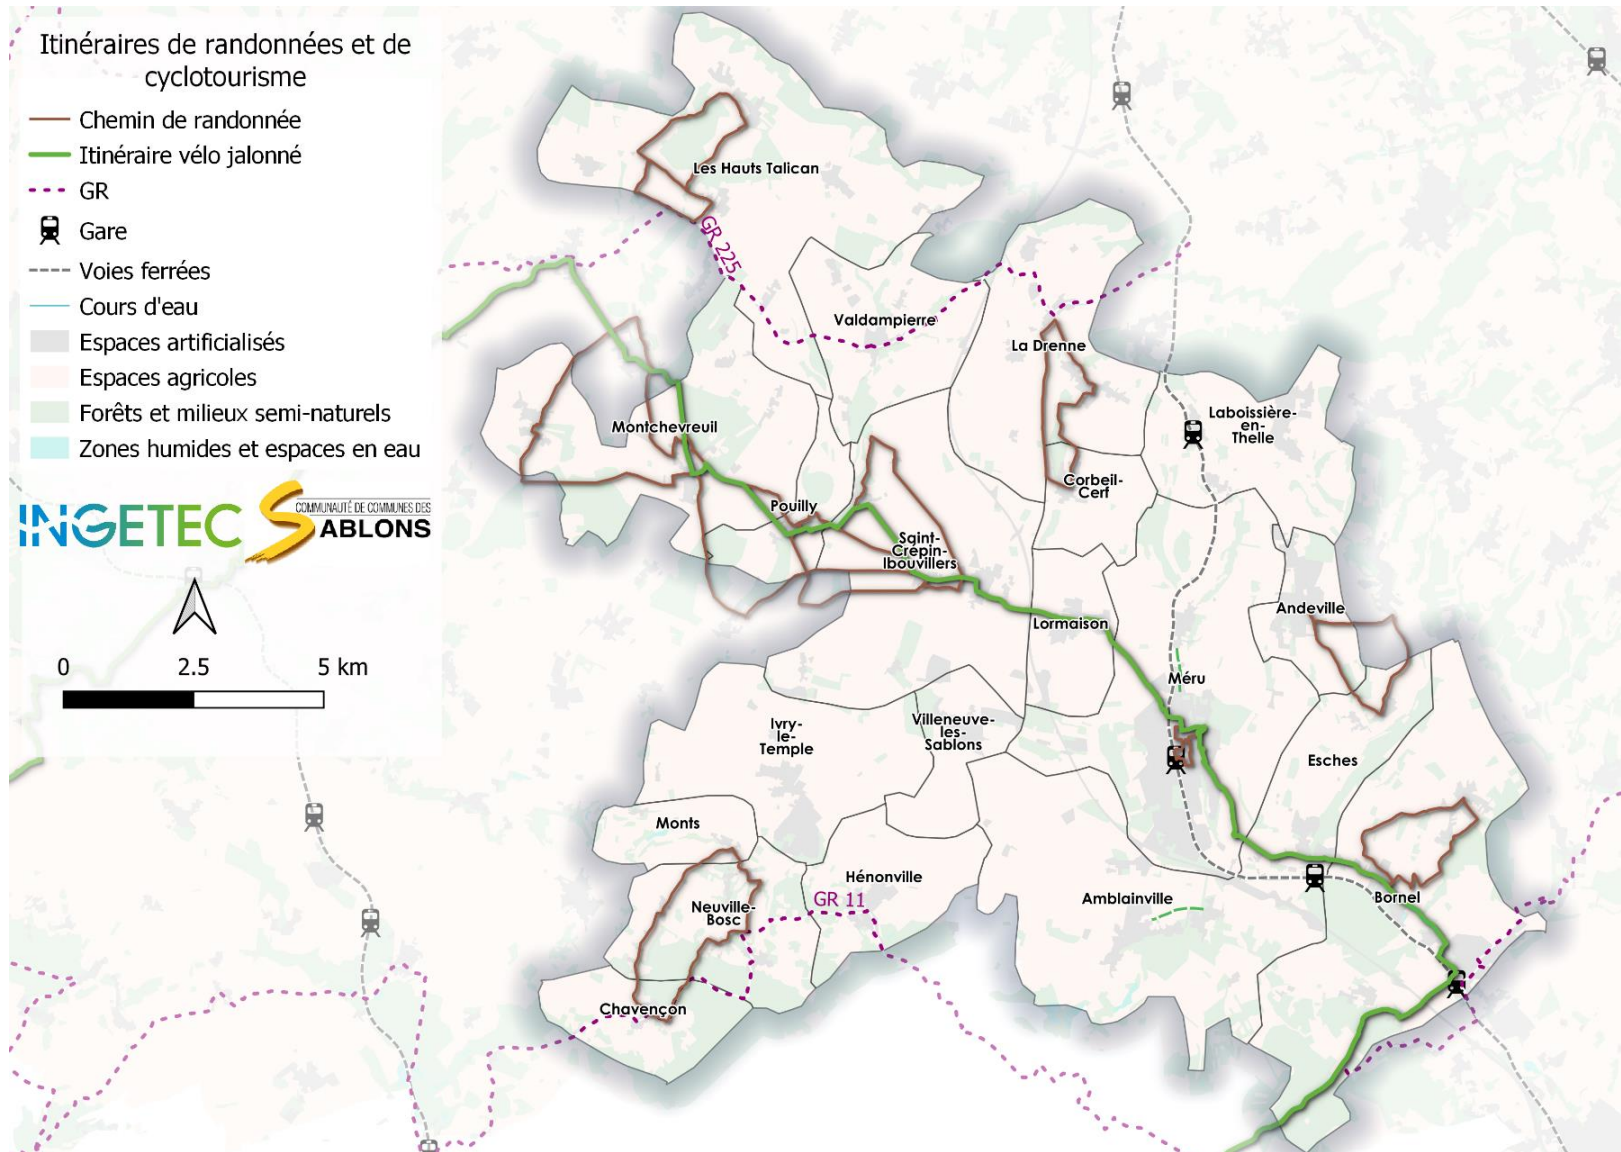 Itinéraires de randonnées et de
cyclotourisme
Chemin de randonnée
Itinéraire vélo jalonné
GR
Gare
Voies ferrées
Cours d'eau
Espaces artificialisés
Espaces agricoles
Forêts et milieux semi-naturels
Zones humides et espaces en eau
INGETEC
COMMUNAUTÉ DE COMMUNES DES
SABLONS
0 2.5 5 km
Les Hauts Talican
GR 225
Valdampierre
La Drenne
Laboissière-
en-
Thelle
Montchevreuil
Corbeil-
Cerf
Pouilly
Saint-
Crépin-
Ibouvillers
Andeville
Lormaison
Méru
Ivry-
le-
Temple
Villeneuve-
les-
Sablons
Esches
Monts
Hénonville
Amblainville
Bornel
Neuville-
Bosc
GR 11
Chavençon